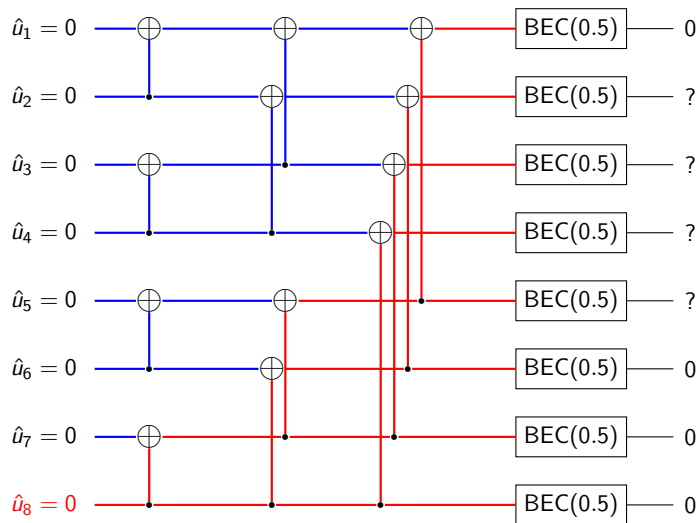 û₁ = 0 BEC(0.5) 0
û₂ = 0 BEC(0.5) ?
û₃ = 0 BEC(0.5) ?
û₄ = 0 BEC(0.5) ?
û₅ = 0 BEC(0.5) ?
û₆ = 0 BEC(0.5) 0
û₇ = 0 BEC(0.5) 0
û₈ = 0 BEC(0.5) 0